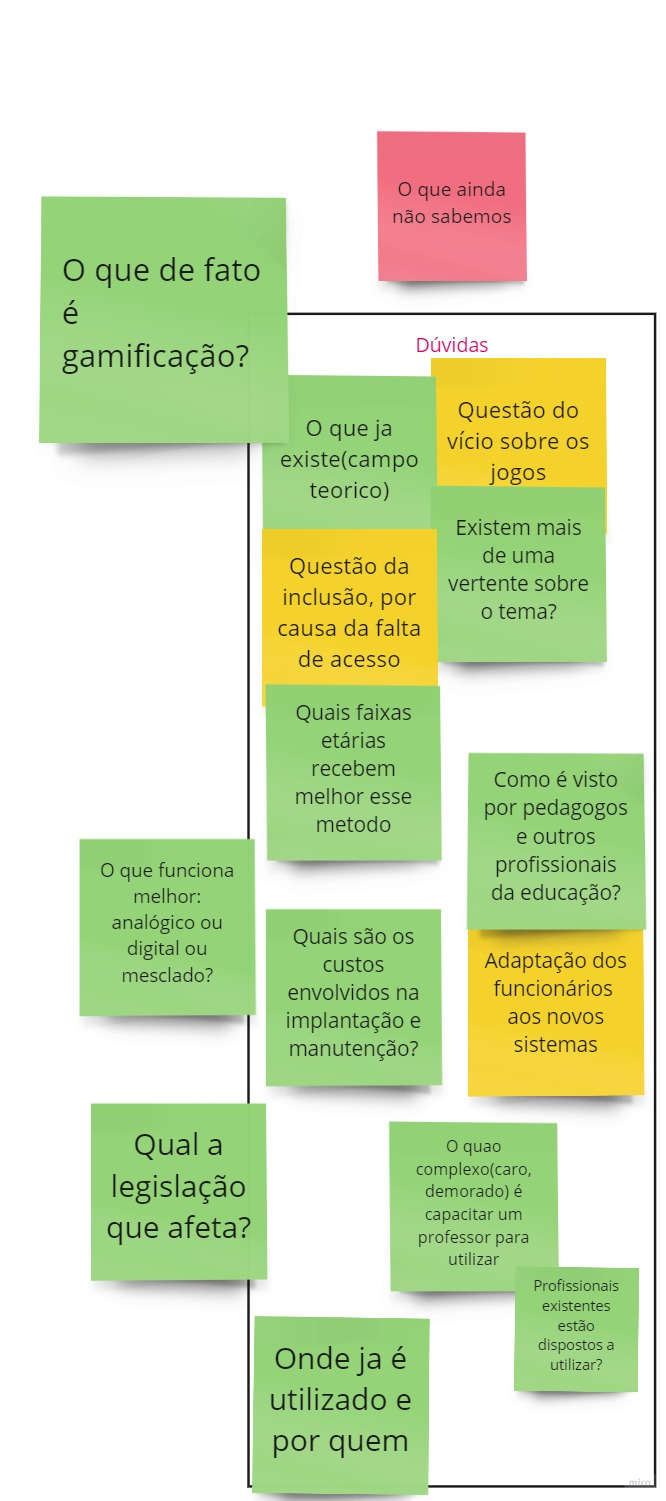 O que ainda
não sabemos
O que de fato
é
gamificação?
Dúvidas
O que ja
existe(campo
teorico)
Questão do
vício sobre os
jogos
Existem mais
de uma
vertente sobre
o tema?
Questão da
inclusão, por
causa da falta
de acesso
Quais faixas
etárias
recebem
melhor esse
metodo
Como é visto
por pedagogos
e outros
profissionais
da educação?
O que funciona
melhor:
analógico ou
digital ou
mesclado?
Quais são os
custos
envolvidos na
implantação e
manutenção?
Adaptação dos
funcionários
aos novos
sistemas
Qual a
legislação
que afeta?
O quao
complexo(caro,
demorado) é
capacitar um
professor para
utilizar
Profissionais
existentes
estão
dispostos a
utilizar?
Onde ja é
utilizado e
por quem
miro